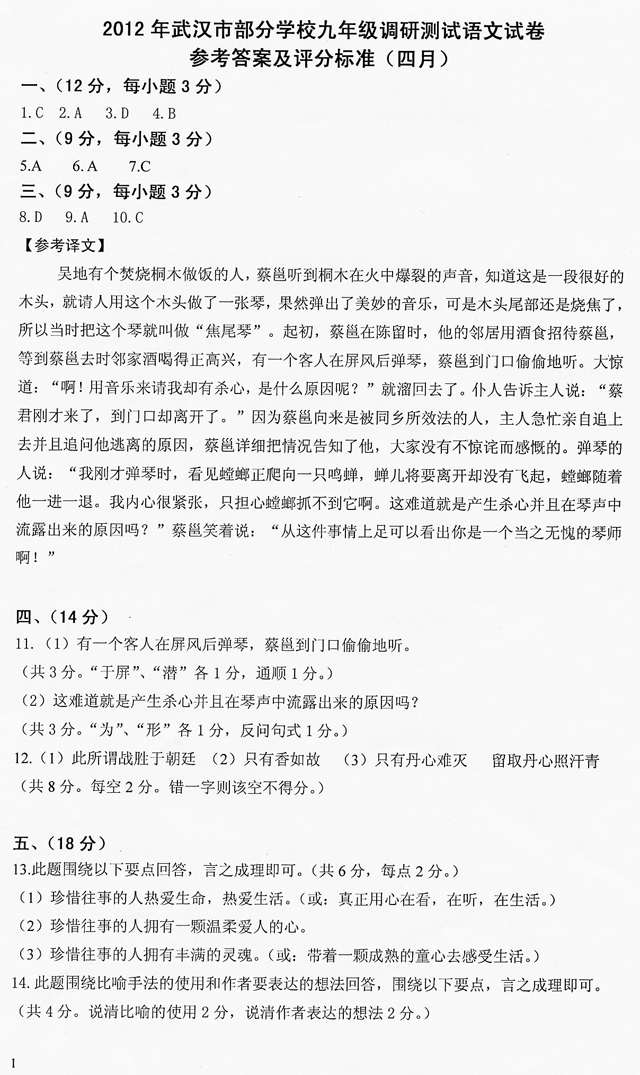 2012年武汉市部分学校九年级调研测试语文试卷
参考答案及评分标准（四月）
一、（12分，每小题3分）
1.C 2.A 3.D 4.B
二、（9分，每小题3分）
5.A 6.A 7.C
三、（9分，每小题3分）
8.D 9.A 10.C
【参考译文】
吴地有个焚烧桐木做饭的人，蔡邕听到桐木在火中爆裂的声音，知道这是一段很好的
木头，就请人用这个木头做了一张琴，果然弹出了美妙的音乐，可是木头尾部还是烧焦了，
所以当时把这个琴就叫做“焦尾琴”。起初，蔡邕在陈留时，他的邻居用酒食招待蔡邕，
等到蔡邕去时邻家酒喝得正高兴，有一个客人在屏风后弹琴，蔡邕到门口偷偷地听。大惊
道：“啊！用音乐来请我却有杀心，是什么原因呢？”就溜回去了。仆人告诉主人说：“蔡
君刚才来了，到门口却离开了。”因为蔡邕向来是被同乡所效法的人，主人急忙亲自追上
去并且追问他逃离的原因，蔡邕详细把情况告知了他，大家没有不惊诧而感慨的。弹琴的
人说：“我刚才弹琴时，看见螳螂正爬向一只鸣蝉，蝉儿将要离开却没有飞起，螳螂随着
他一进一退。我内心很紧张，只担心螳螂抓不到它啊。这难道就是产生杀心并且在琴声中
流露出来的原因吗？”蔡邕笑着说：“从这件事情上足可以看出你是一个当之无愧的琴师
啊！”
四、（14分）
11.（1）有一个客人在屏风后弹琴，蔡邕到门口偷偷地听。
（共3分。“于屏”、“潜”各1分，通顺1分。）
（2）这难道就是产生杀心并且在琴声中流露出来的原因吗？
（共3分。“为”、“形”各1分，反问句式1分。）
12.（1）此所谓战胜于朝廷 （2）只有香如故 （3）只有丹心难灭 留取丹心照汗青
（共8分。每空2分。错一字则该空不得分。）
五、（18分）
13.此题围绕以下要点回答，言之成理即可。（共6分，每点2分。）
（1）珍惜往事的人热爱生命，热爱生活。（或：真正用心在看，在听，在生活。）
（2）珍惜往事的人拥有一颗温柔爱人的心。
（3）珍惜往事的人拥有丰满的灵魂。（或：带着一颗成熟的童心去感受生活。）
14.此题围绕比喻手法的使用和作者要表达的想法回答，围绕以下要点，言之成理即可。
（共4分。说清比喻的使用2分，说清作者表达的想法2分。）
1